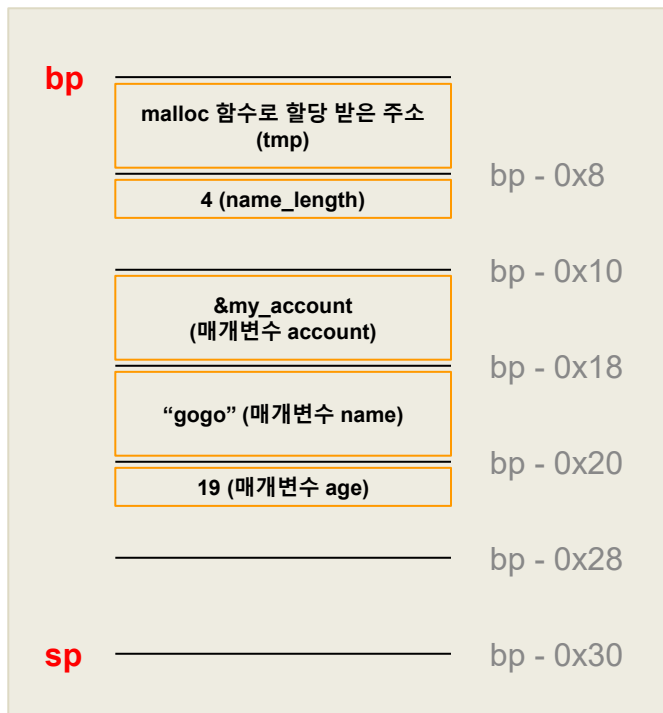 bp
malloc 함수로 할당 받은 주소
(tmp)
bp - 0x8
4 (name_length)
bp - 0x10
&my_account
(매개변수 account)
bp - 0x18
“gogo” (매개변수 name)
bp - 0x20
19 (매개변수 age)
bp - 0x28
sp
bp - 0x30